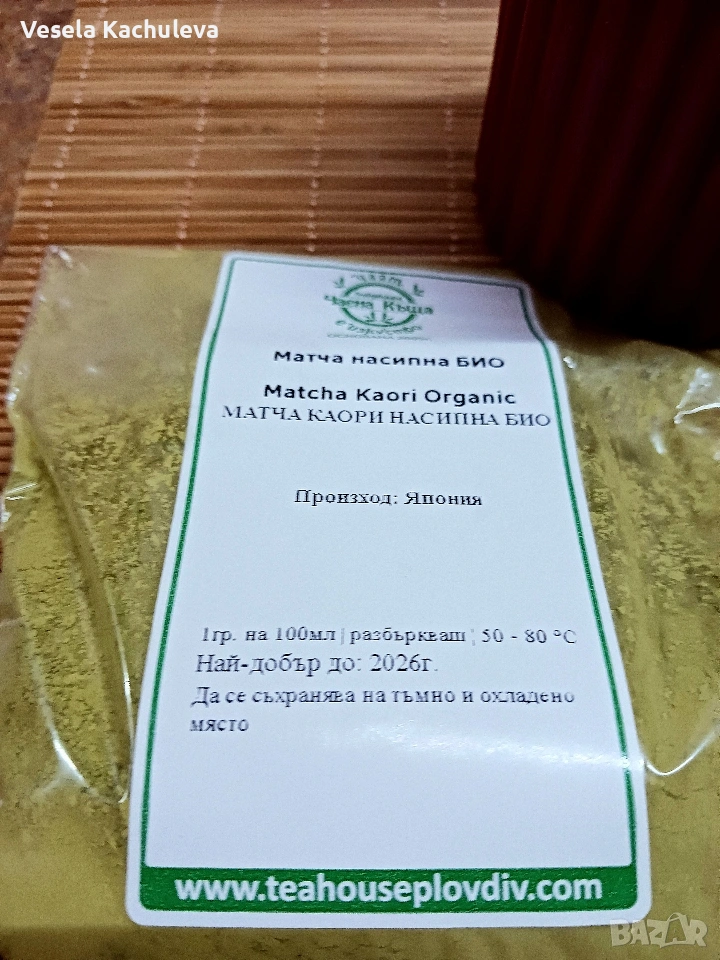 Vesela Kachuleva
Чаена Къща
Матча насипна БИО
Matcha Kaori Organic
МАТЧА КАОРИ НАСИПНА БИО
Произход: Япония
1гр. на 100мл | разбъркваш | 50 - 80 °C
Най-добър до: 2026г.
Да се съхранява на тъмно и охладено
място
www.teahouseplovdiv.com
BAZAR